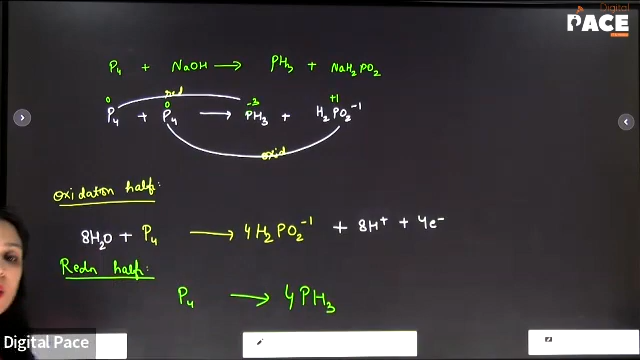 Digital
PACE
P4 + NaOH → PH3 + NaH2PO2
red
0 0 -3 +1
P4 + P4 → PH3 + H2PO2-1
oxid
Oxidation half:
8H2O + P4 → 4H2PO2-1 + 8H+ + 4e-
Redn half:
P4 → 4PH3
Digital Pace